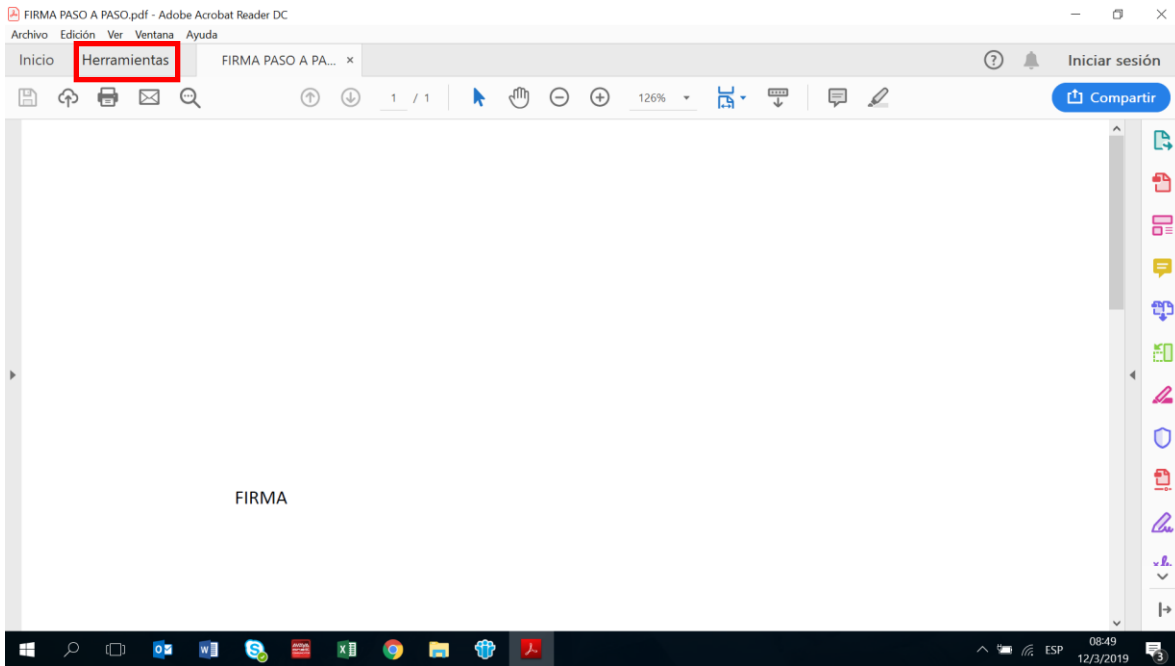 FIRMA PASO A PASO.pdf - Adobe Acrobat Reader DC
Archivo Edición Ver Ventana Ayuda
Inicio Herramientas FIRMA PASO A PA... × Iniciar sesión
1 / 1 126% Compartir
FIRMA
ESP 08:49
12/3/2019 3